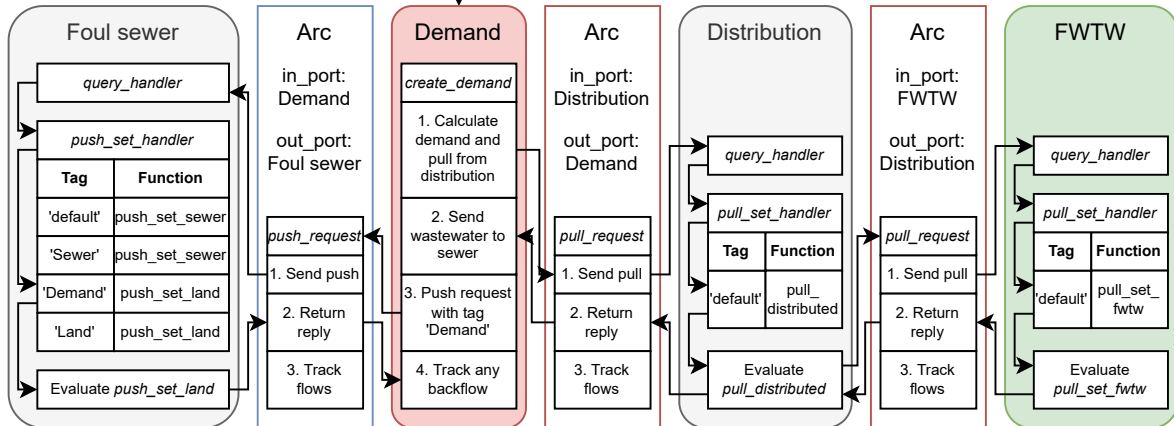 Foul sewer
query_handler
push_set_handler
Tag Function
'default' push_set_sewer
'Sewer' push_set_sewer
'Demand' push_set_land
'Land' push_set_land
Evaluate push_set_land
Arc
in_port:
Demand
out_port:
Foul sewer
push_request
1. Send push
2. Return
reply
3. Track
flows
Demand
create_demand
1. Calculate
demand and
pull from
distribution
2. Send
wastewater to
sewer
3. Push request
with tag
'Demand'
4. Track any
backflow
Arc
in_port:
Distribution
out_port:
Demand
pull_request
1. Send pull
2. Return
reply
3. Track
flows
Distribution
query_handler
pull_set_handler
Tag Function
'default' pull_
distributed
Evaluate
pull_distributed
Arc
in_port:
FWTW
out_port:
Distribution
pull_request
1. Send pull
2. Return
reply
3. Track
flows
FWTW
query_handler
pull_set_handler
Tag Function
'default' pull_set_
fwtw
Evaluate
pull_set_fwtw